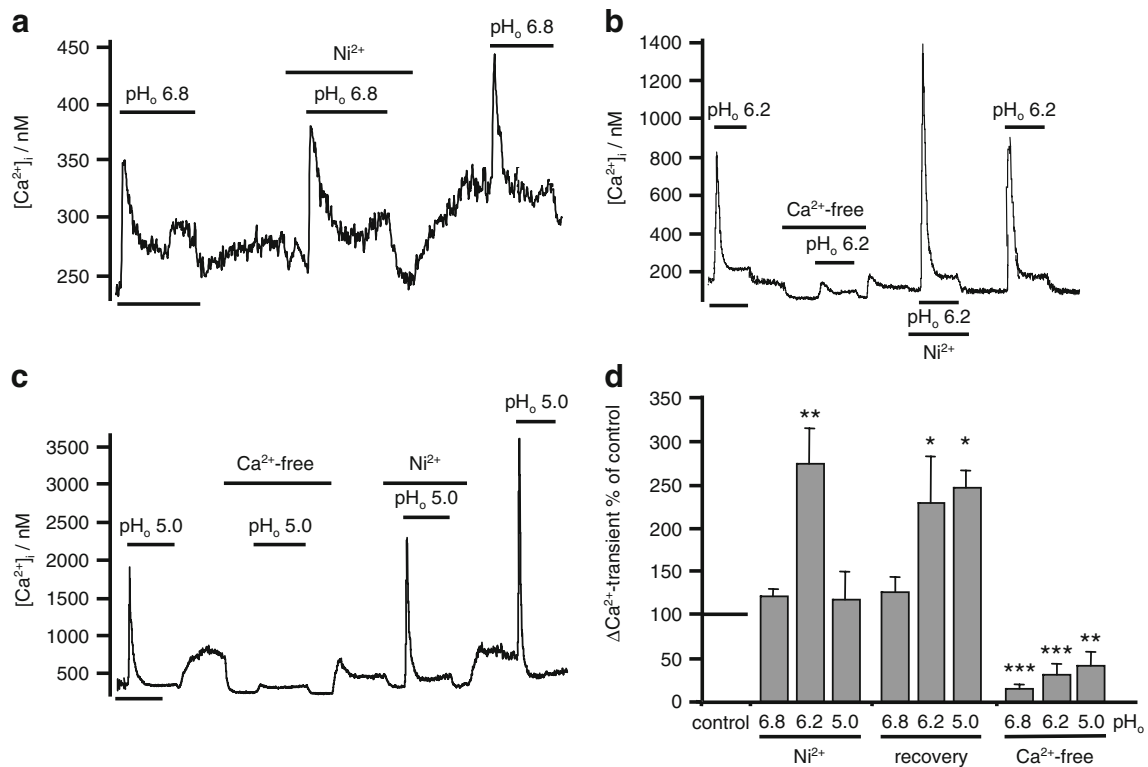 a
pHₒ 6.8
Ni²⁺
pHₒ 6.8
pHₒ 6.8
[Ca²⁺]ᵢ / nM
450
400
350
300
250
b
1400
1200
1000
800
600
400
200
[Ca²⁺]ᵢ / nM
pHₒ 6.2
Ca²⁺-free
pHₒ 6.2
pHₒ 6.2
Ni²⁺
pHₒ 6.2
c
[Ca²⁺]ᵢ / nM
3500
3000
2500
2000
1500
1000
500
pHₒ 5.0
Ca²⁺-free
pHₒ 5.0
Ni²⁺
pHₒ 5.0
pHₒ 5.0
d
ΔCa²⁺-transient % of control
350
300
250
200
150
100
50
0
**
*
*
***
***
**
control 6.8 6.2 5.0 6.8 6.2 5.0 6.8 6.2 5.0 pHₒ
Ni²⁺ recovery Ca²⁺-free